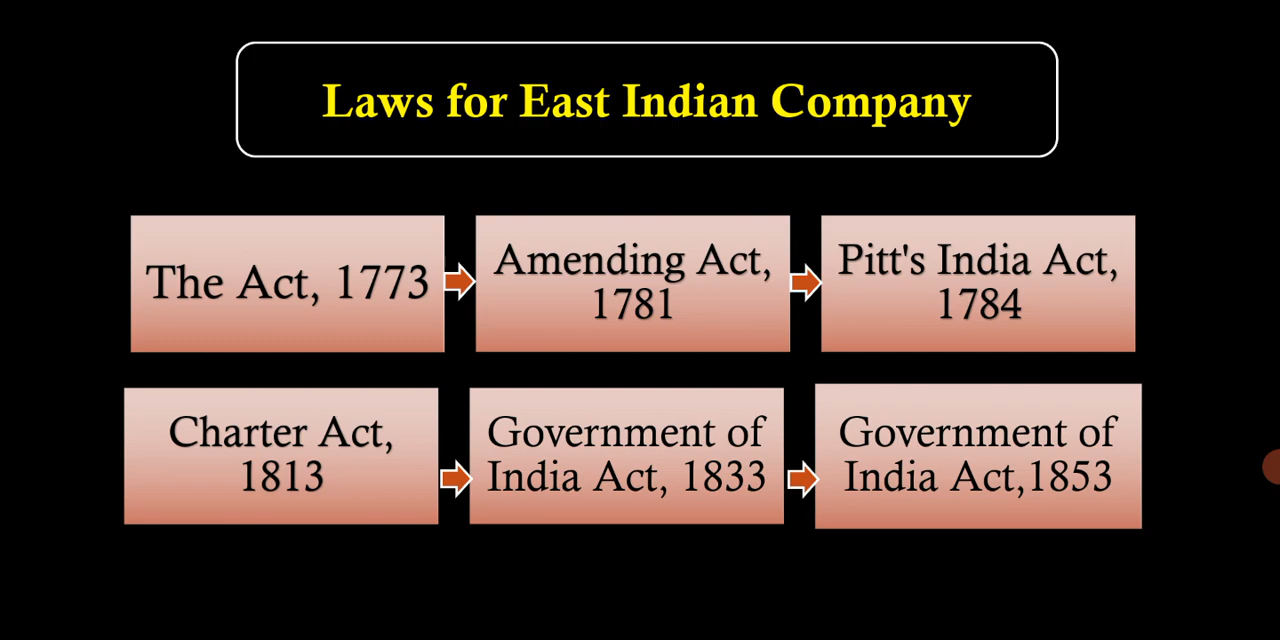 Laws for East Indian Company
The Act, 1773
Amending Act,
1781
Pitt's India Act,
1784
Charter Act,
1813
Government of
India Act, 1833
Government of
India Act,1853